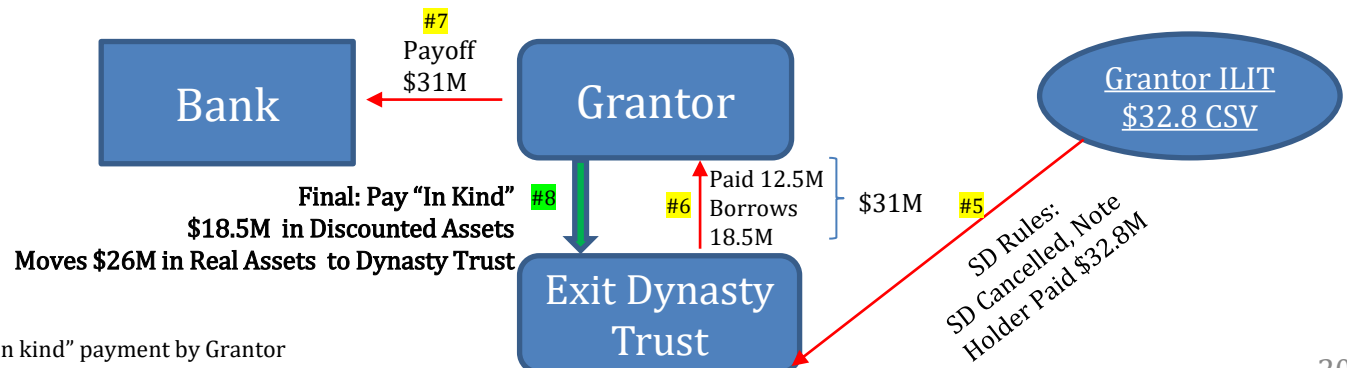 #7
Payoff
$31M
Bank
Grantor
Grantor ILIT
$32.8 CSV
Final: Pay “In Kind”
$18.5M in Discounted Assets
Moves $26M in Real Assets to Dynasty Trust
#8
#6
Paid 12.5M
Borrows
18.5M
$31M
#5
SD Rules:
SD Cancelled, Note
Holder Paid $32.8M
Exit Dynasty
Trust
kind” payment by Grantor